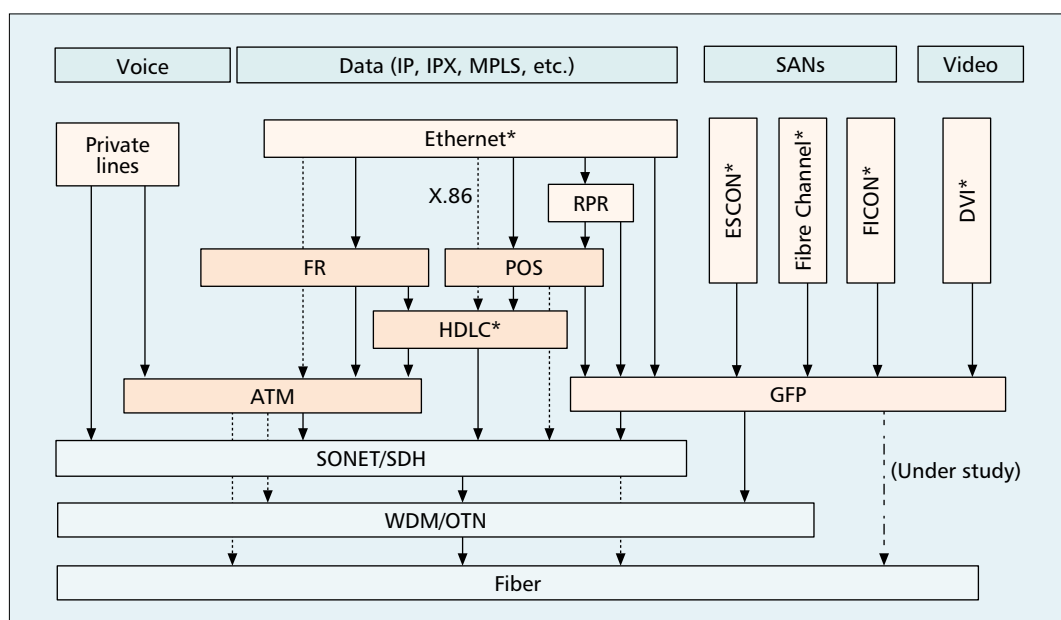 Voice
Data (IP, IPX, MPLS, etc.)
SANs
Video
Private
lines
Ethernet*
ESCON*
Fibre Channel*
FICON*
DVI*
X.86
RPR
FR
POS
HDLC*
ATM
GFP
SONET/SDH
(Under study)
WDM/OTN
Fiber